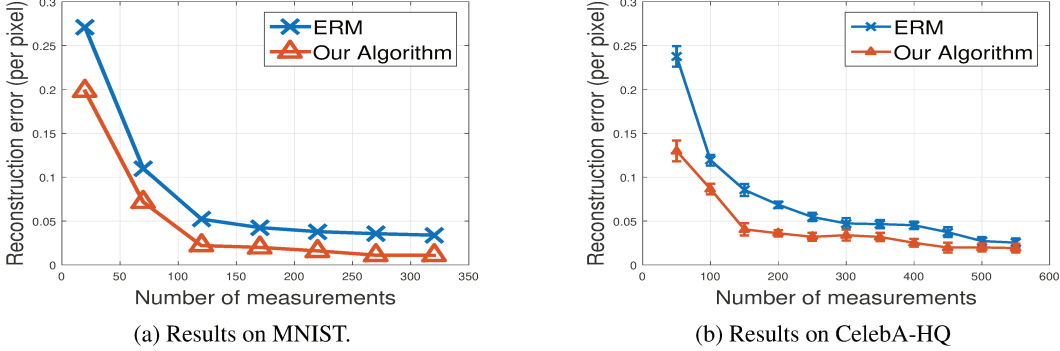 0.3
0.25
0.2
0.15
0.1
0.05
0
Reconstruction error (per pixel)
ERM
Our Algorithm
0 50 100 150 200 250 300 350
Number of measurements
(a) Results on MNIST.
0.3
0.25
0.2
0.15
0.1
0.05
0
Reconstruction error (per pixel)
ERM
Our Algorithm
0 100 200 300 400 500 600
Number of measurements
(b) Results on CelebA-HQ